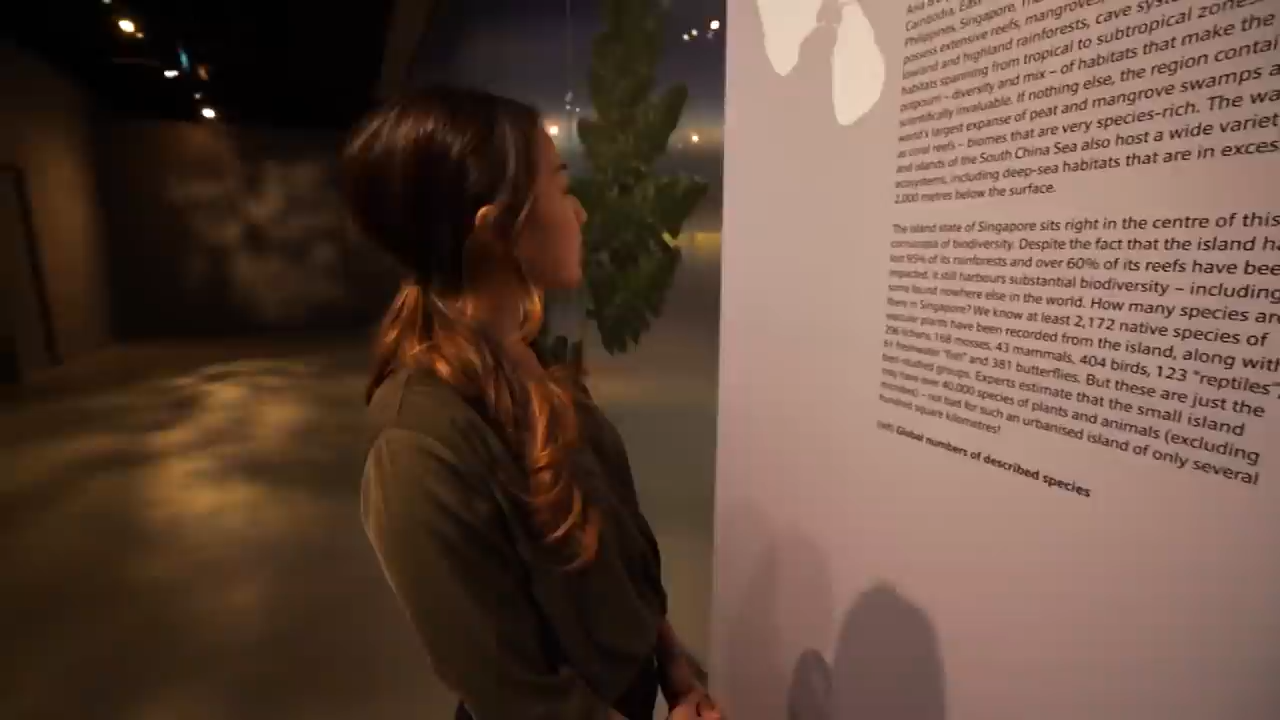 And
Cambodia, East
Philippines, Singapore,
possess extensive reefs, mangroves,
lowland and highland rainforests, cave
habitats spanning from tropical to subtropical zones
– diversity and mix – of habitats that make the
scientifically invaluable. If nothing else, the region contai
world's largest expanse of peat and mangrove swamps a
as coral reefs – biomes that are very species-rich. The wa
and islands of the South China Sea also host a wide variet
ecosystems, including deep-sea habitats that are in exces
2,000 metres below the surface.
The island state of Singapore sits right in the centre of this
cornucopia of biodiversity. Despite the fact that the island ha
lost 95% of its rainforests and over 60% of its reefs have bee
impacted, it still harbours substantial biodiversity – including
some found nowhere else in the world. How many species are
there in Singapore? We know at least 2,172 native species of
vascular plants have been recorded from the island, along with
296 lichens, 168 mosses, 43 mammals, 404 birds, 123 "reptiles"
"fish" and 381 butterflies. But these are just the
best-studied groups. Experts estimate that the small island
may have over 40,000 species of plants and animals (excluding
microbes) – not bad for such an urbanised island of only several
hundred square kilometres!
(left) Global numbers of described species